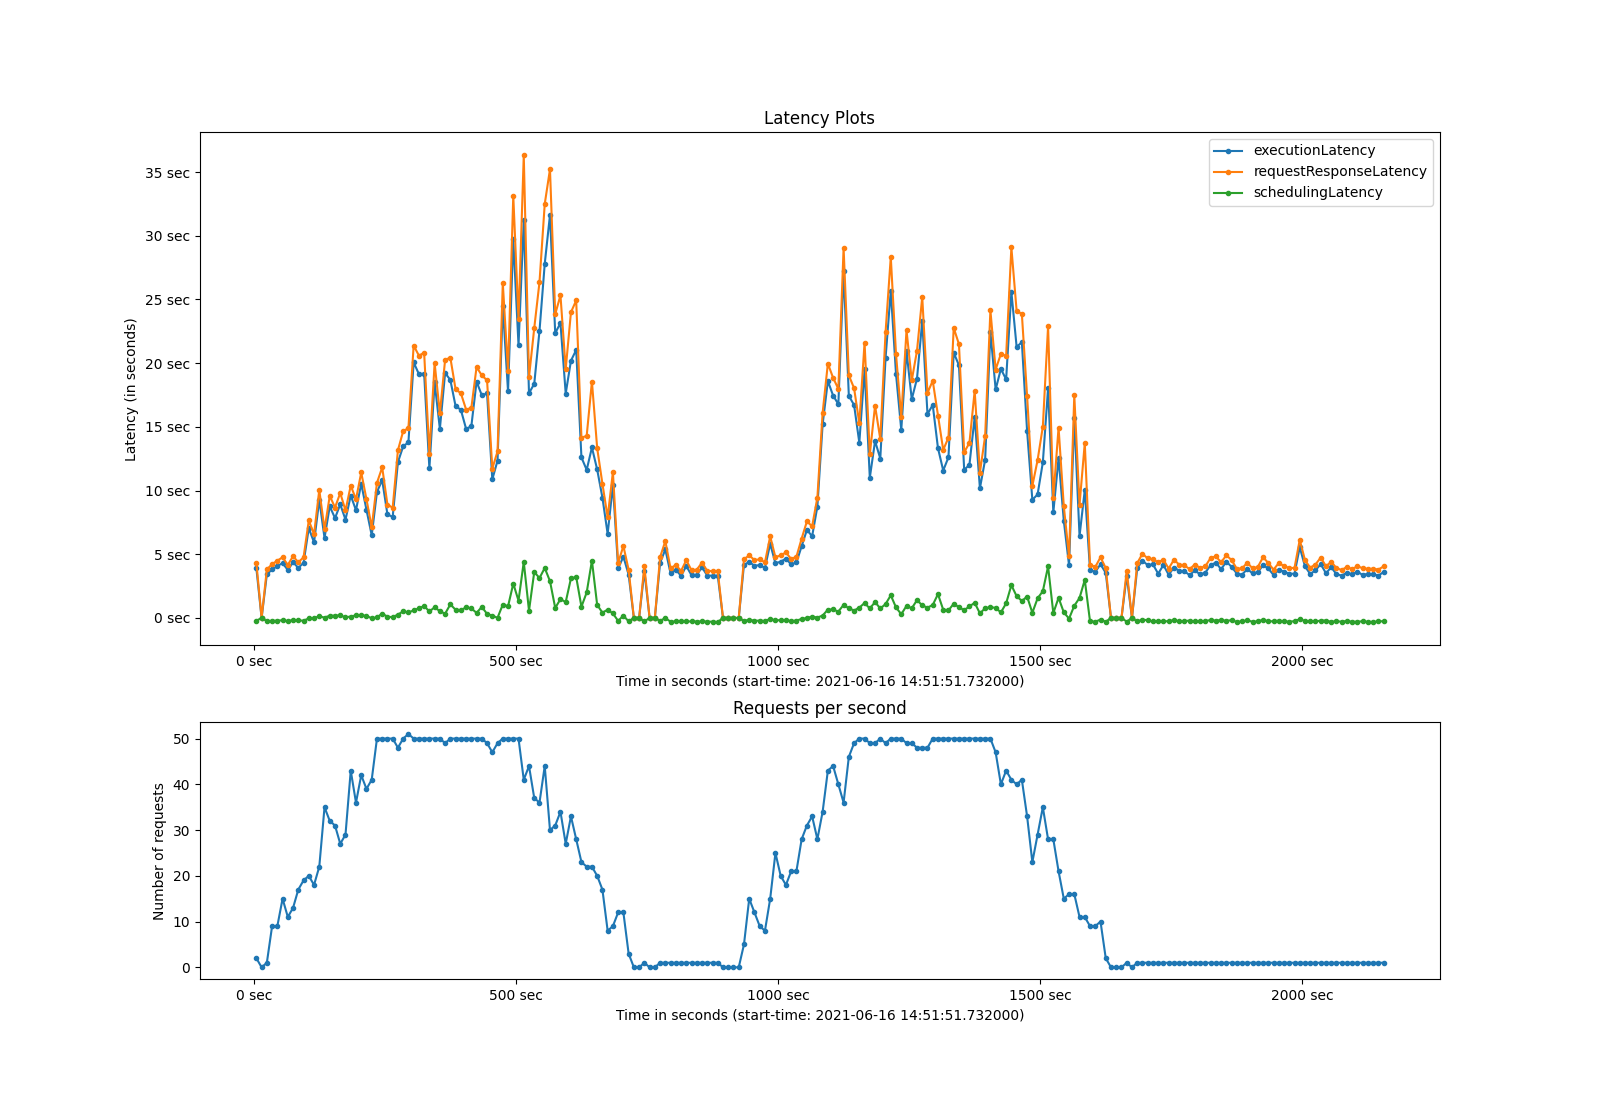 Latency Plots
executionLatency
requestResponseLatency
schedulingLatency
Latency (in seconds)
35 sec
30 sec
25 sec
20 sec
15 sec
10 sec
5 sec
0 sec
0 sec 500 sec 1000 sec 1500 sec 2000 sec
Time in seconds (start-time: 2021-06-16 14:51:51.732000)
Requests per second
Number of requests
50
40
30
20
10
0
0 sec 500 sec 1000 sec 1500 sec 2000 sec
Time in seconds (start-time: 2021-06-16 14:51:51.732000)